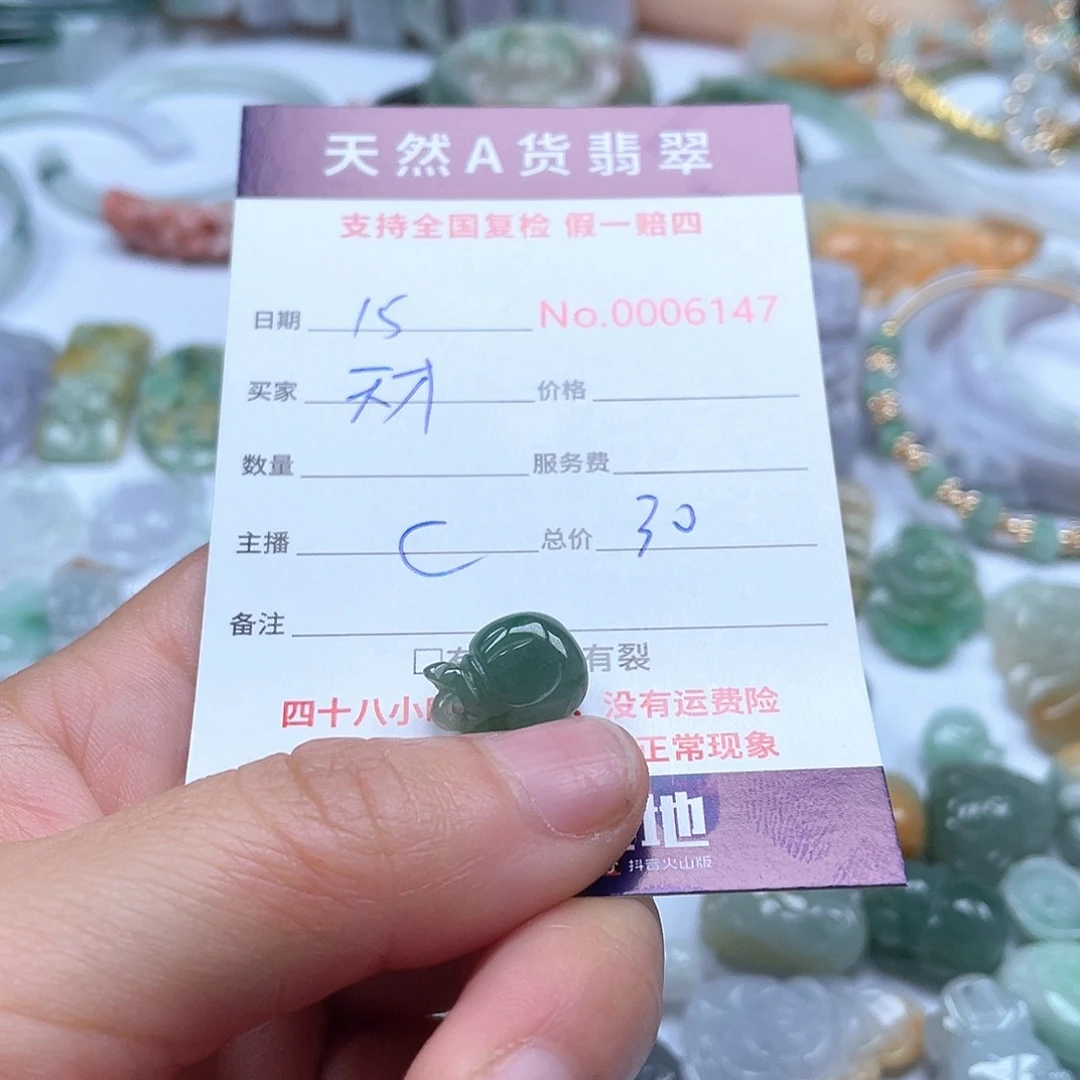 天然A货翡翠
支持全国复检 假一赔四
日期 15 No.0006147
买家 天才 价格
数量 服务费
主播 C 总价 30
备注
□ 有裂
四十八小 没有运费险
正常现象
地
抖音火山版